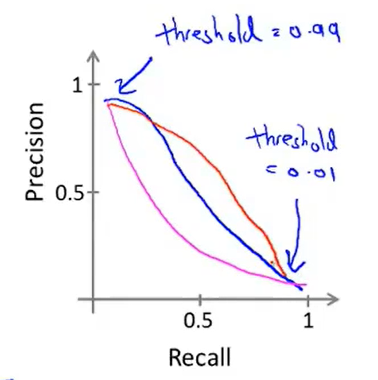 threshold = 0.99
1
Precision
threshold
= 0.01
0.5
0.5
1
Recall